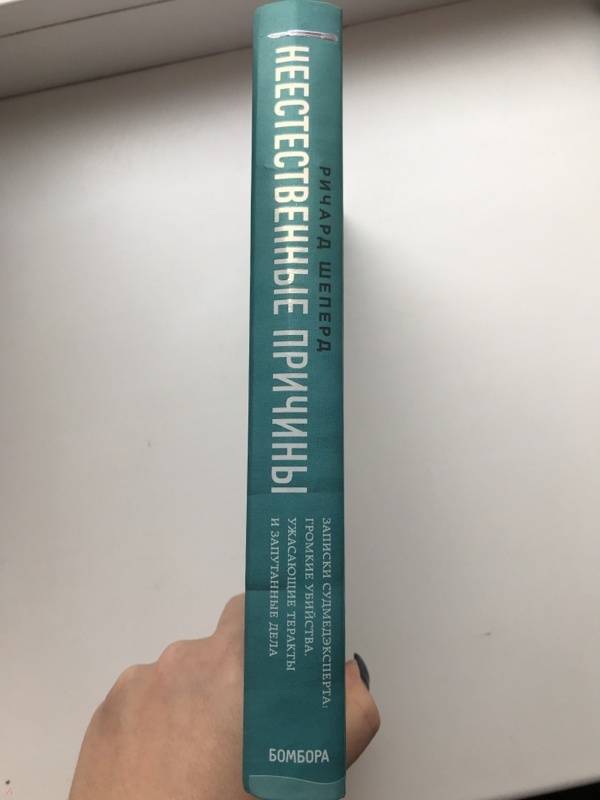 РИЧАРД ШЕПЕРД
НЕЕСТЕСТВЕННЫЕ ПРИЧИНЫ
ЗАПИСКИ СУДМЕДЭКСПЕРТА:
ГРОМКИЕ УБИЙСТВА,
УЖАСАЮЩИЕ ТЕРАКТЫ
И ЗАПУТАННЫЕ ДЕЛА
БОМБОРА